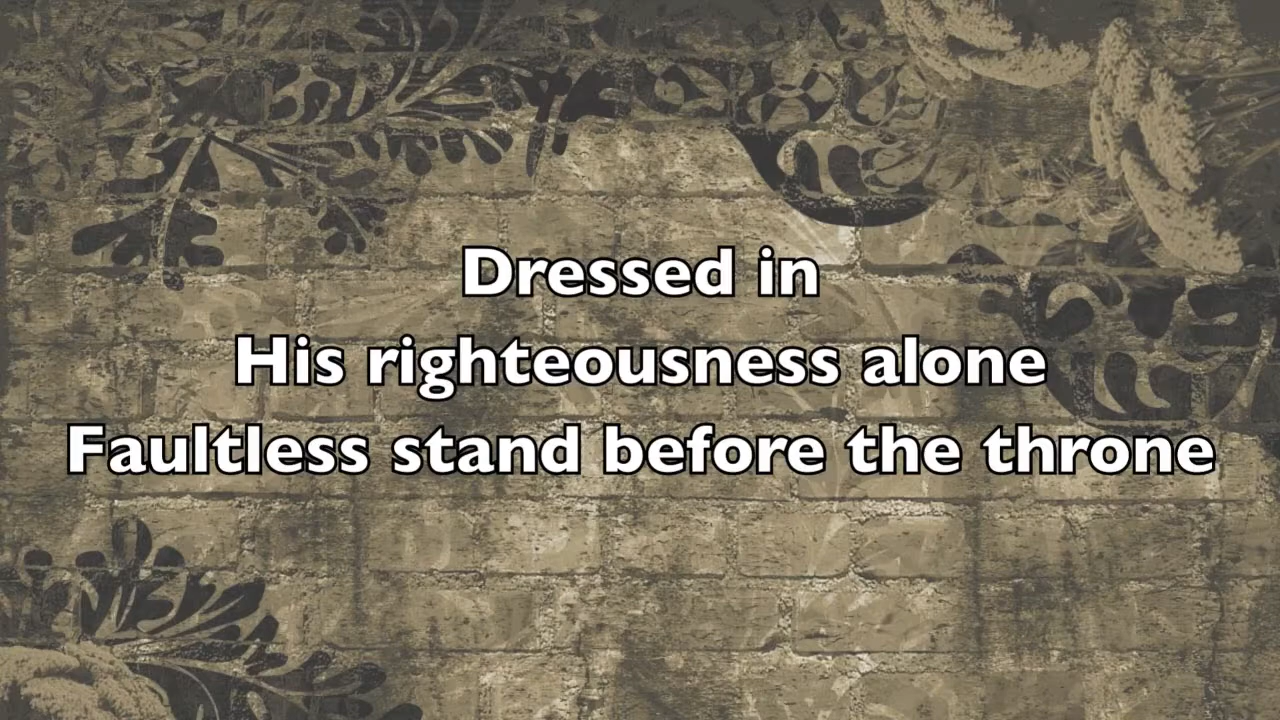 Dressed in
His righteousness alone
Faultless stand before the throne